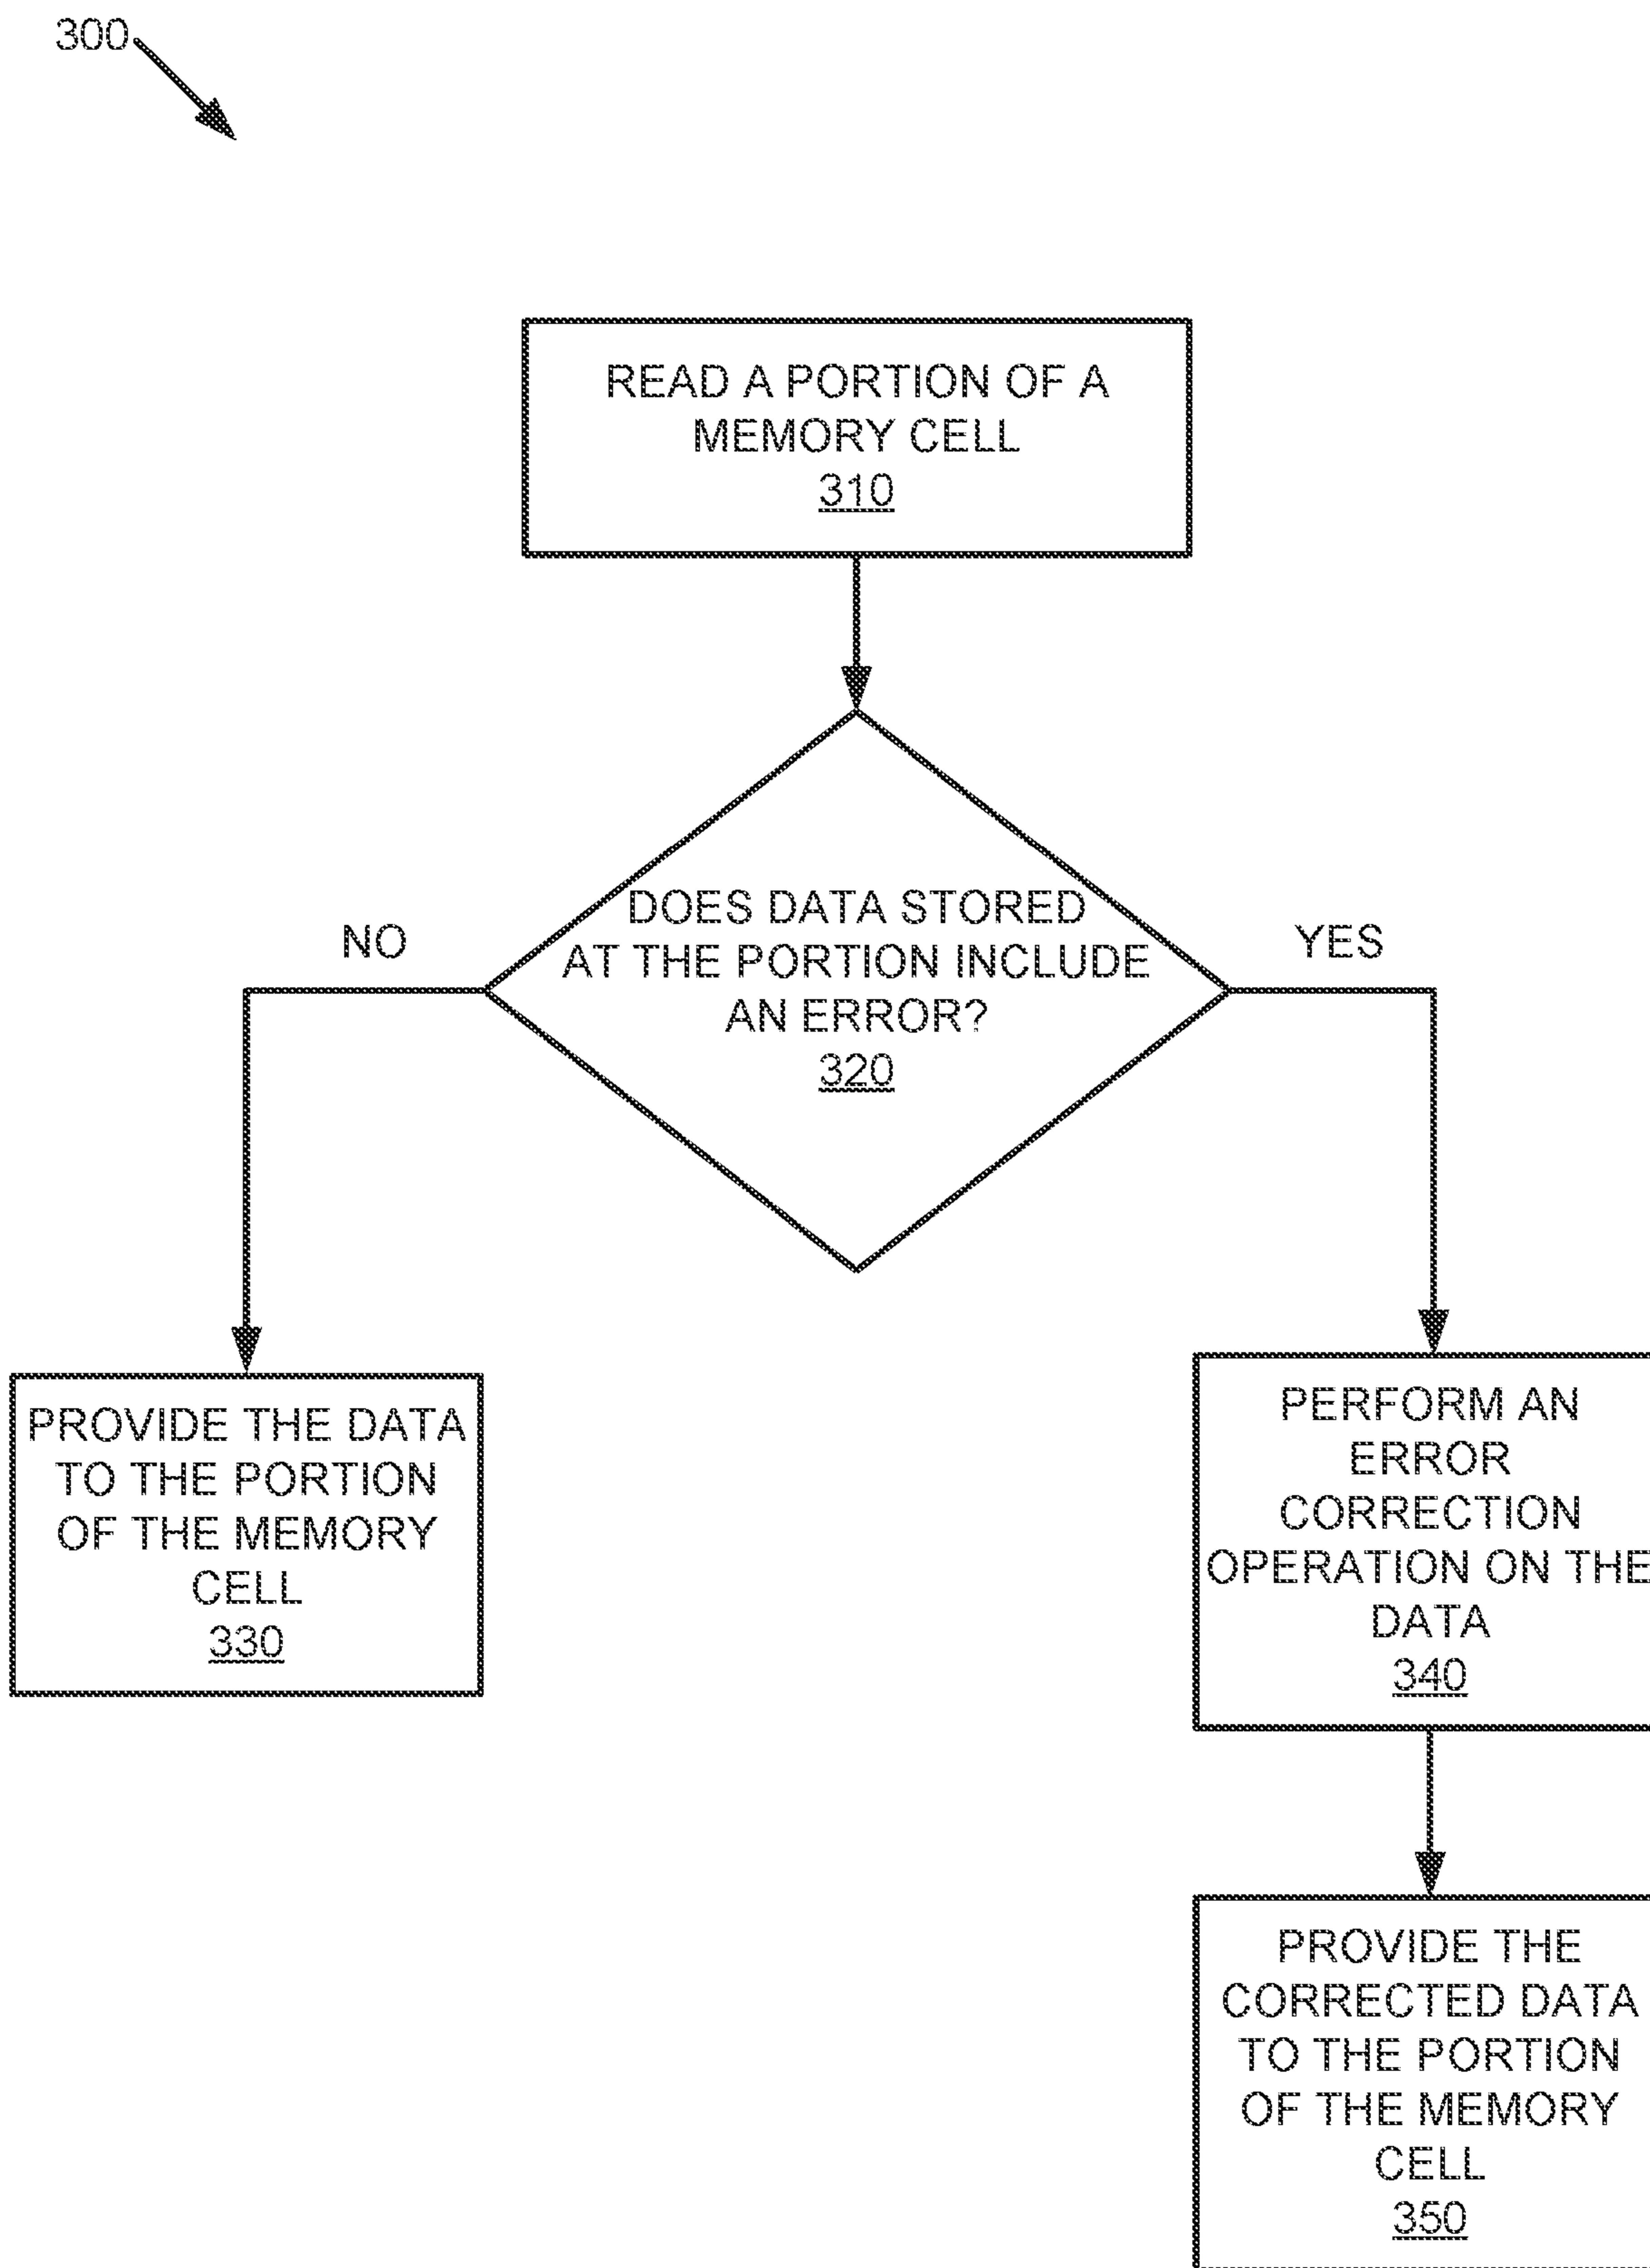 300
READ A PORTION OF A
MEMORY CELL
310
DOES DATA STORED
AT THE PORTION INCLUDE
AN ERROR?
320
NO
YES
PROVIDE THE DATA
TO THE PORTION
OF THE MEMORY
CELL
330
PERFORM AN
ERROR
CORRECTION
OPERATION ON THE
DATA
340
PROVIDE THE
CORRECTED DATA
TO THE PORTION
OF THE MEMORY
CELL
350